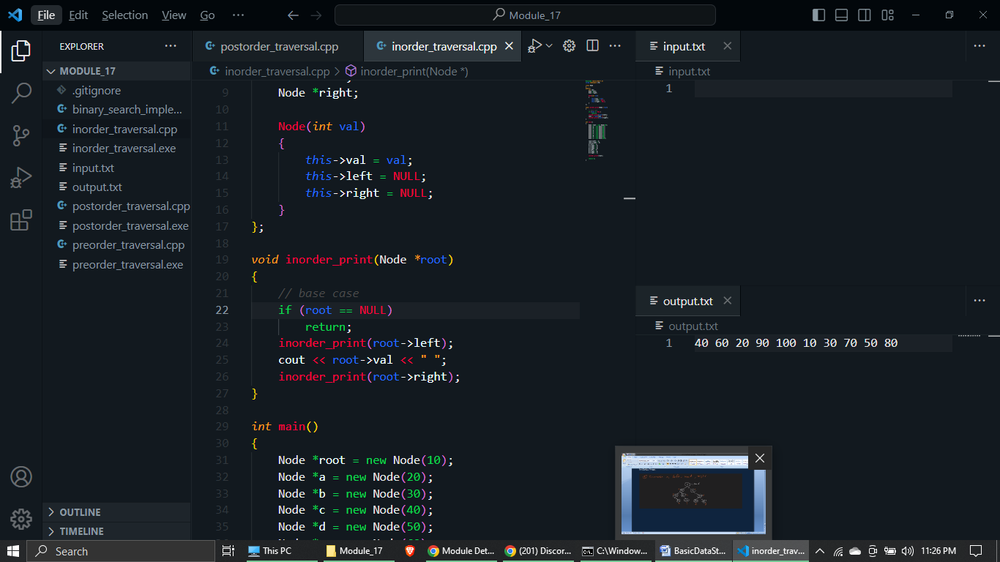 File Edit Selection View Go ··· Module_17
EXPLORER ···
MODULE_17
.gitignore
binary_search_imple...
inorder_traversal.cpp
inorder_traversal.exe
input.txt
output.txt
postorder_traversal.cpp
postorder_traversal.exe
preorder_traversal.cpp
preorder_traversal.exe
OUTLINE
TIMELINE
postorder_traversal.cpp inorder_traversal.cpp
inorder_traversal.cpp > inorder_print(Node *)
9 Node *right;
10
11 Node(int val)
12 {
13 this->val = val;
14 this->left = NULL;
15 this->right = NULL;
16 }
17 };
18
19 void inorder_print(Node *root)
20 {
21 // base case
22 if (root == NULL)
23 return;
24 inorder_print(root->left);
25 cout << root->val << " ";
26 inorder_print(root->right);
27 }
28
29 int main()
30 {
31 Node *root = new Node(10);
32 Node *a = new Node(20);
33 Node *b = new Node(30);
34 Node *c = new Node(40);
35 Node *d = new Node(50);
input.txt
input.txt
1
output.txt
output.txt
1 40 60 20 90 100 10 30 70 50 80
Search This PC Module_17 Module Det... (201) Discor... C:\Window... BasicDataSt... inorder_trav... 11:26 PM